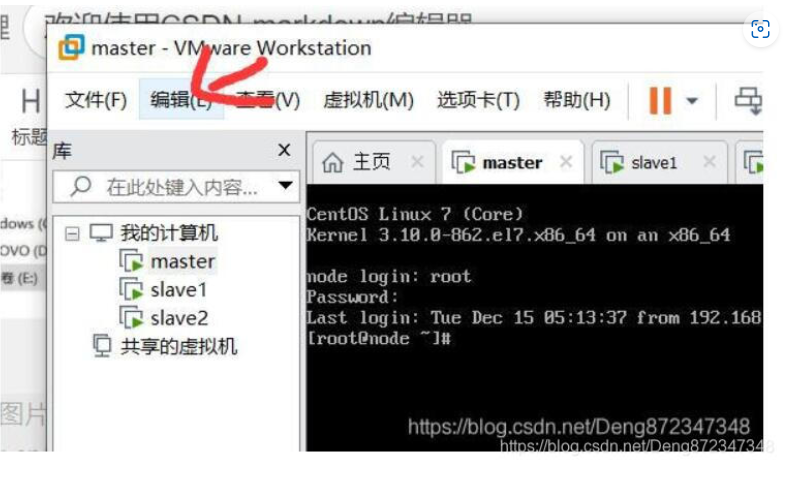 理
欢迎使用CSDN-markdown编辑器
master - VMware Workstation
H
标题
文件(F) 编辑(E) 查看(V) 虚拟机(M) 选项卡(T) 帮助(H)
库
主页 master slave1
在此处键入内容...
dows (C
OVO (D
卷 (E:)
我的计算机
master
slave1
slave2
共享的虚拟机
CentOS Linux 7 (Core)
Kernel 3.10.0-862.el7.x86_64 on an x86_64
node login: root
Password:
Last login: Tue Dec 15 05:13:37 from 192.168
[root@node ~]#
图片
https://blog.csdn.net/Deng872347348
https://blog.csdn.net/Deng872347348